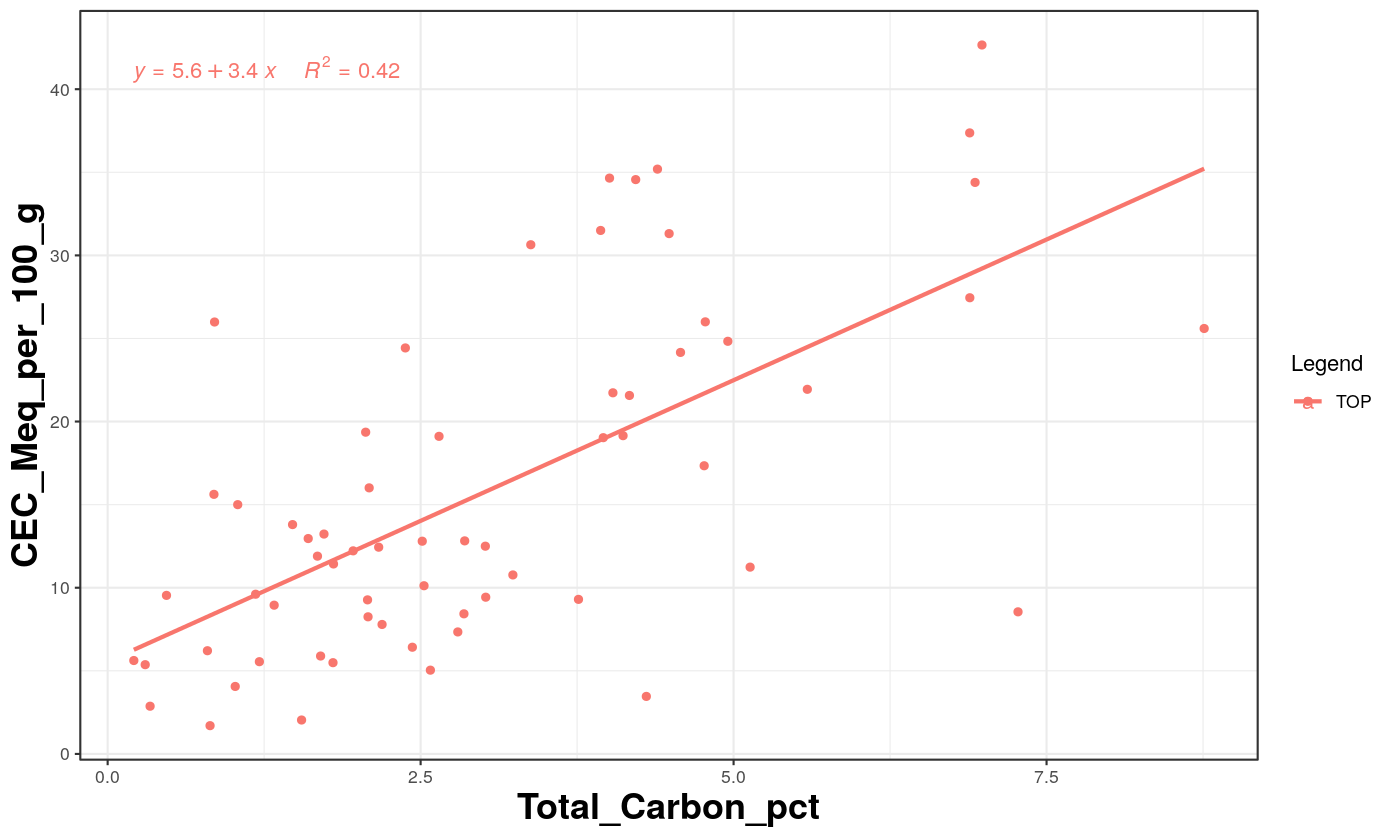 y = 5.6 + 3.4 x R² = 0.42
40
30
20
10
0
CEC_Meq_per_100_g
0.0 2.5 5.0 7.5
Total_Carbon_pct
Legend
a TOP